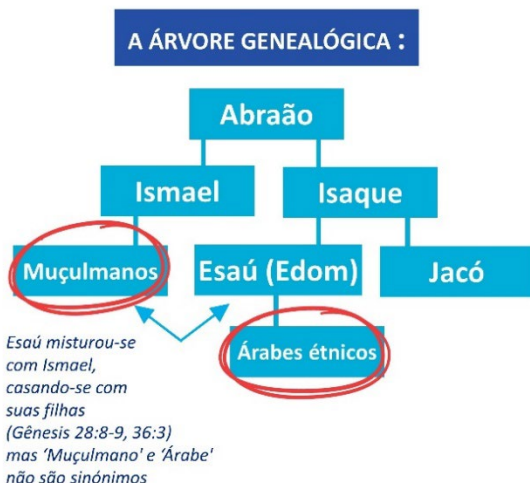 A ÁRVORE GENEALÓGICA :
Abraão
Ismael
Isaque
Muçulmanos
Esaú (Edom)
Jacó
Árabes étnicos
Esaú misturou-se
com Ismael,
casando-se com
suas filhas
(Gênesis 28:8-9, 36:3)
mas ‘Muçulmano' e ‘Árabe'
não são sinónimos